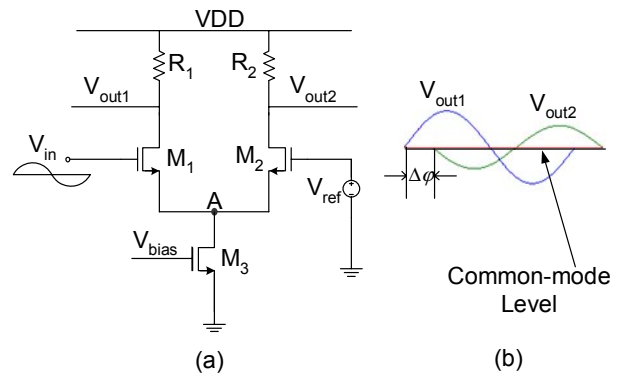 VDD
R1 R2
Vout1 Vout2
Vin M1 M2
Vref
A
Vbias M3
(a)
Vout1 Vout2
Δφ
Common-mode
Level
(b)